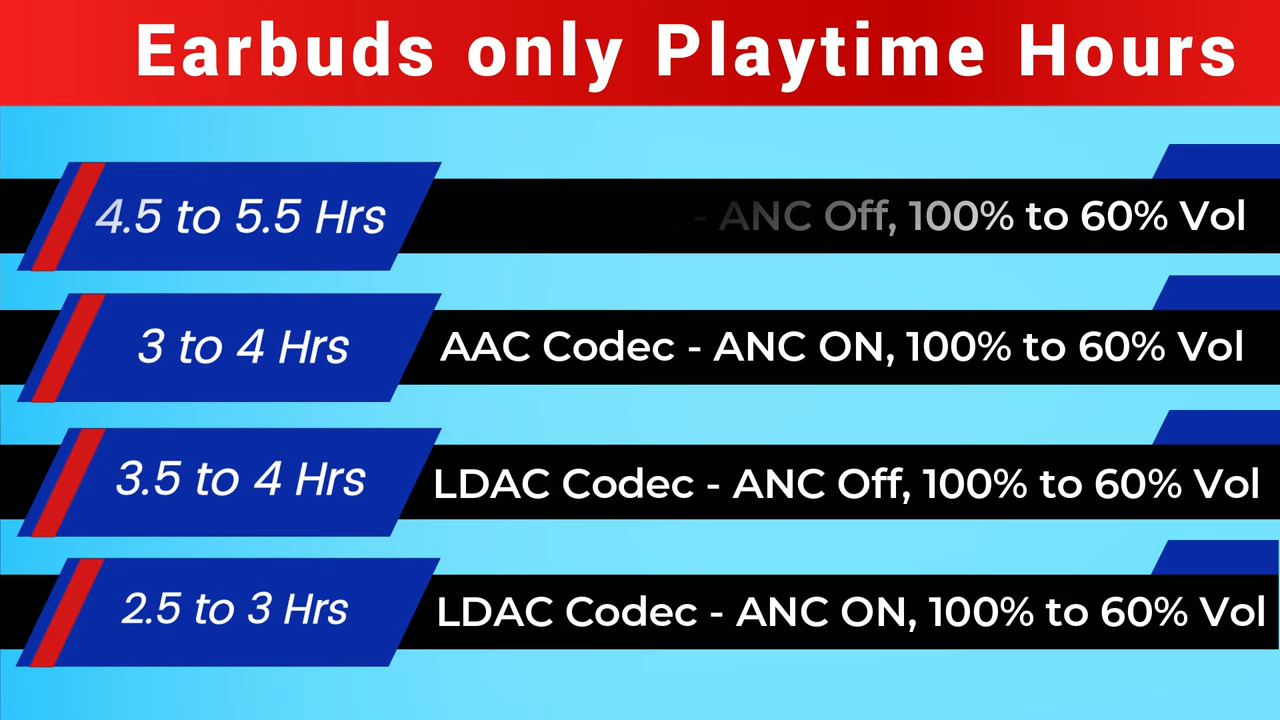 Earbuds only Playtime Hours
4.5 to 5.5 Hrs
- ANC Off, 100% to 60% Vol
3 to 4 Hrs
AAC Codec - ANC ON, 100% to 60% Vol
3.5 to 4 Hrs
LDAC Codec - ANC Off, 100% to 60% Vol
2.5 to 3 Hrs
LDAC Codec - ANC ON, 100% to 60% Vol